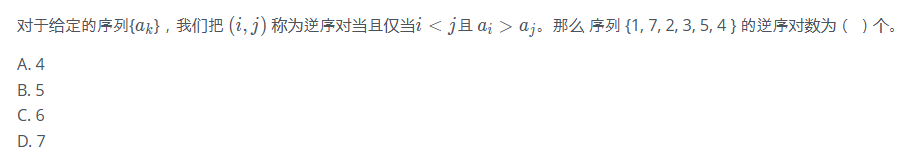 对于给定的序列{$a_k$}，我们把 $(i, j)$ 称为逆序对当且仅当$i < j$且 $a_i > a_j$。那么 序列 {1, 7, 2, 3, 5, 4 } 的逆序对数为（  ）个。
A. 4
B. 5
C. 6
D. 7